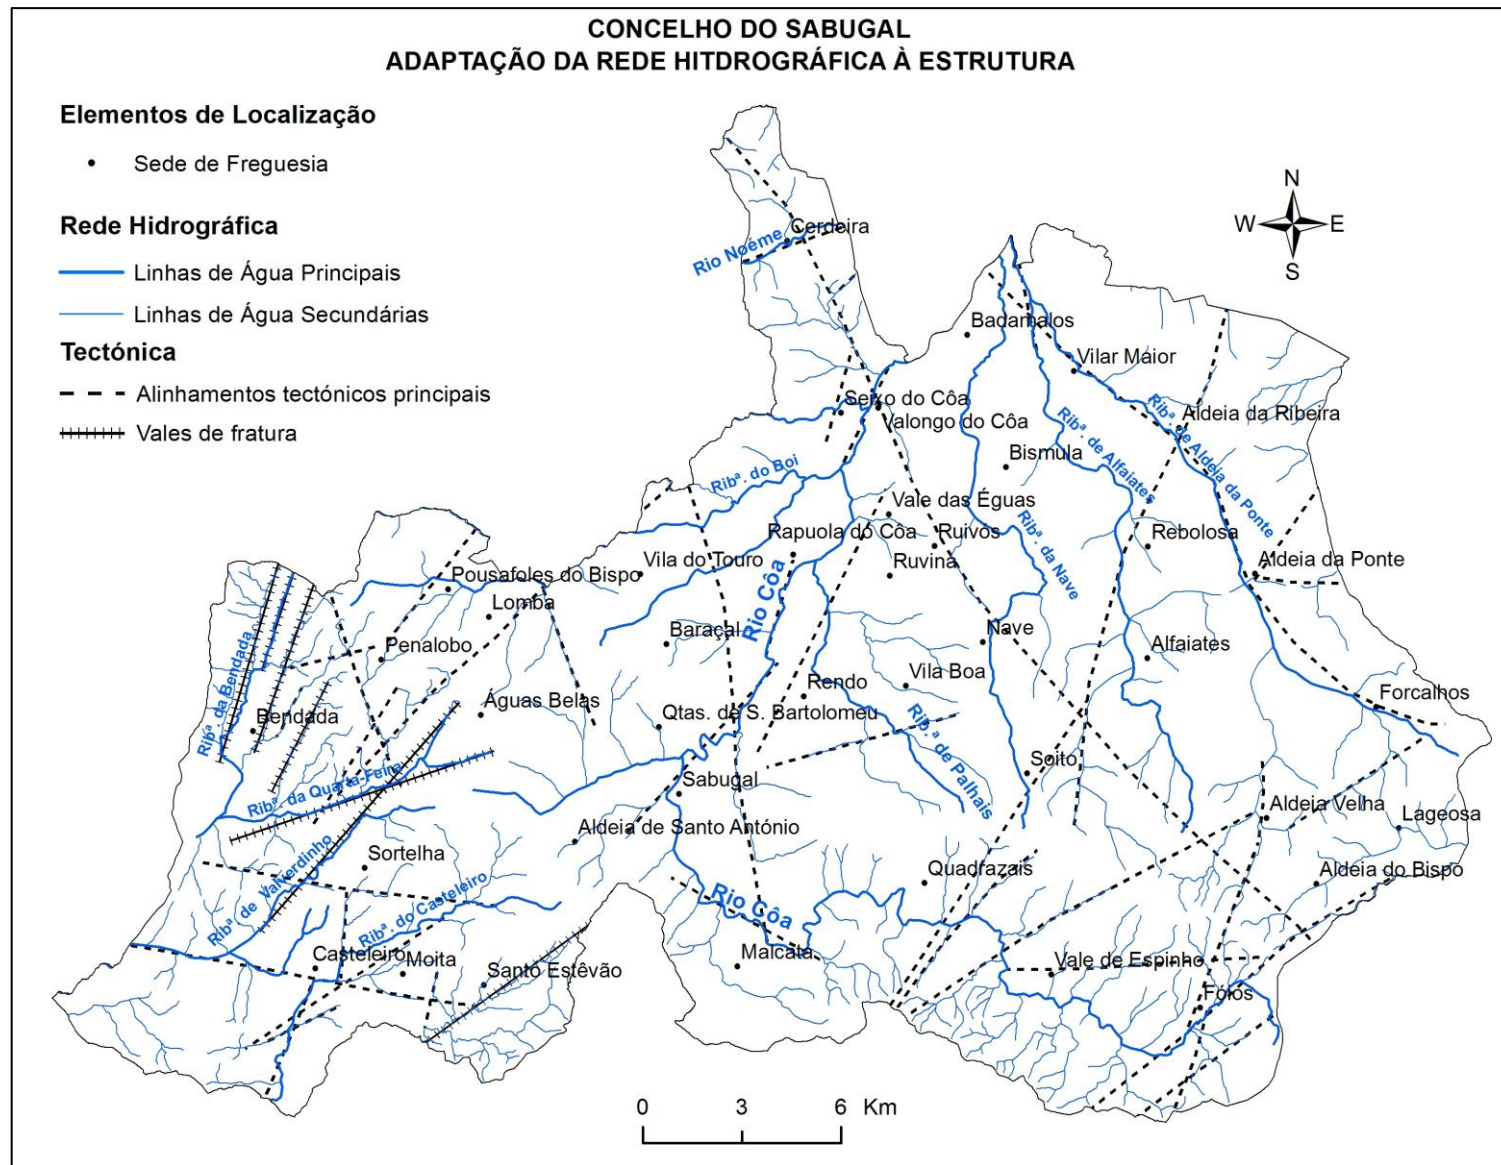 CONCELHO DO SABUGAL
ADAPTAÇÃO DA REDE HITDROGRÁFICA À ESTRUTURA
Elementos de Localização
Sede de Freguesia
Rede Hidrográfica
Linhas de Água Principais
Linhas de Água Secundárias
Tectónica
Alinhamentos tectónicos principais
Vales de fratura
N
W
E
S
Cerdeira
Rio Noéme
Badamalos
Vilar Maior
Seixo do Côa
Valongo do Côa
Aldeia da Ribeira
Ribª. de Aldeia da Ponte
Ribª. de Alfaiates
Bismula
Ribª. do Boi
Vale das Éguas
Ribª. da Nave
Rapuola do Côa
Ruivós
Rebolosa
Vila do Touro
Ruvina
Aldeia da Ponte
Pousafoles do Bispo
Lomba
Rio Côa
Baraçal
Nave
Penalobo
Alfaiates
Ribª. da Bendada
Vila Boa
Rendo
Forcalhos
Águas Belas
Bendada
Qtas. de S. Bartolomeu
Rib.ª de Palhais
Soito
Sabugal
Ribª. da Quarta-Feira
Aldeia Velha
Lageosa
Aldeia de Santo António
Sortelha
Quadrazais
Aldeia do Bispo
Ribª. de Valverdinho
Ribª. do Casteleiro
Rio Côa
Casteleiro
Moita
Santo Estêvão
Malcata
Vale de Espinho
Fóios
0 3 6 Km